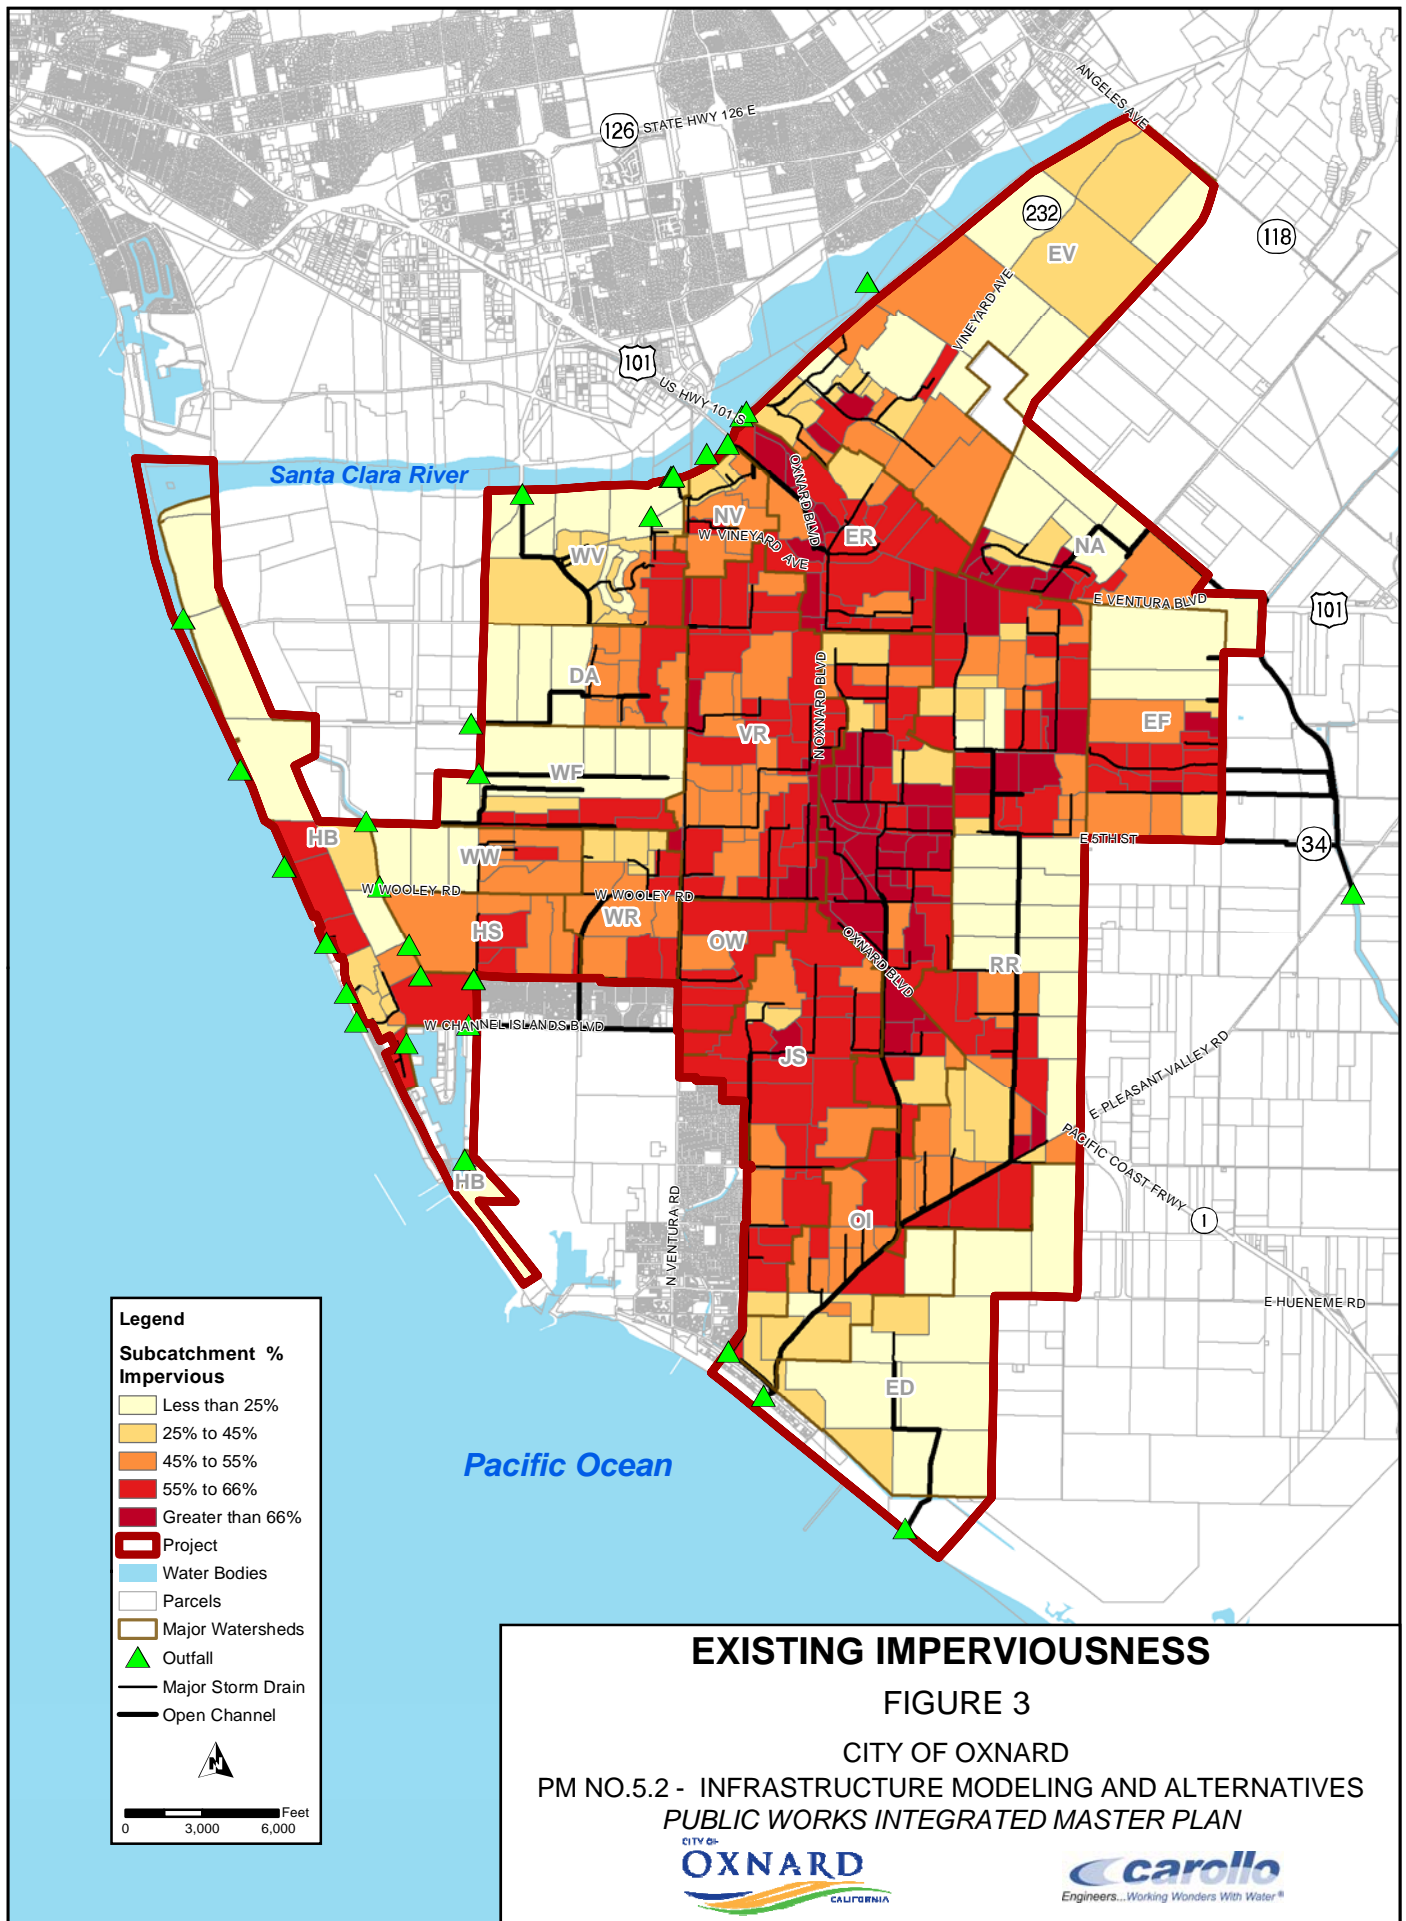 ANGELES AVE
126
STATE HWY 126 E
232
118
EV
VINEYARD AVE
101
US HWY 101 S
Santa Clara River
OXNARD BLVD
NV
W VINEYARD AVE
ER
WV
NA
E VENTURA BLVD
101
DA
N OXNARD BLVD
VR
EF
WF
HB
E 5TH ST
34
WW
W WOOLEY RD
W WOOLEY RD
WR
HS
OW
OXNARD BLVD
RR
W CHANNEL ISLANDS BLVD
JS
E PLEASANT VALLEY RD
PACIFIC COAST FRWY
1
HB
N VENTURA RD
OI
E HUENEME RD
ED
Pacific Ocean
Legend
Subcatchment %
Impervious
Less than 25%
25% to 45%
45% to 55%
55% to 66%
Greater than 66%
Project
Water Bodies
Parcels
Major Watersheds
Outfall
Major Storm Drain
Open Channel
N
Feet
0 3,000 6,000
EXISTING IMPERVIOUSNESS
FIGURE 3
CITY OF OXNARD
PM NO.5.2 - INFRASTRUCTURE MODELING AND ALTERNATIVES
PUBLIC WORKS INTEGRATED MASTER PLAN
CITY OF
OXNARD
CALIFORNIA
carollo
Engineers...Working Wonders With Water ®